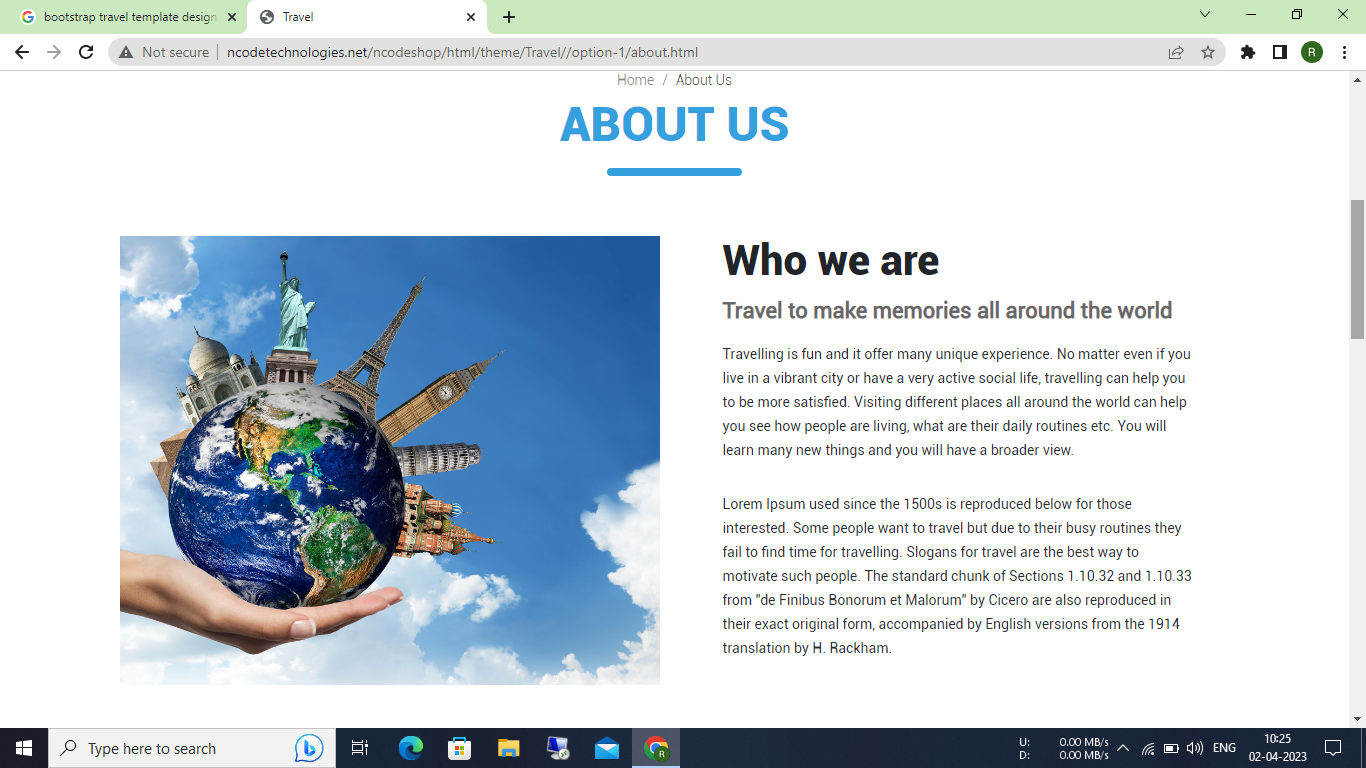 bootstrap travel template design
Travel
Not secure
ncodetechnologies.net/ncodeshop/html/theme/Travel//option-1/about.html
R
Home / About Us
ABOUT US
Who we are
Travel to make memories all around the world
Travelling is fun and it offer many unique experience. No matter even if you
live in a vibrant city or have a very active social life, travelling can help you
to be more satisfied. Visiting different places all around the world can help
you see how people are living, what are their daily routines etc. You will
learn many new things and you will have a broader view.
Lorem Ipsum used since the 1500s is reproduced below for those
interested. Some people want to travel but due to their busy routines they
fail to find time for travelling. Slogans for travel are the best way to
motivate such people. The standard chunk of Sections 1.10.32 and 1.10.33
from "de Finibus Bonorum et Malorum" by Cicero are also reproduced in
their exact original form, accompanied by English versions from the 1914
translation by H. Rackham.
Type here to search
R
U: 0.00 MB/s
D: 0.00 MB/s
ENG
10:25
02-04-2023